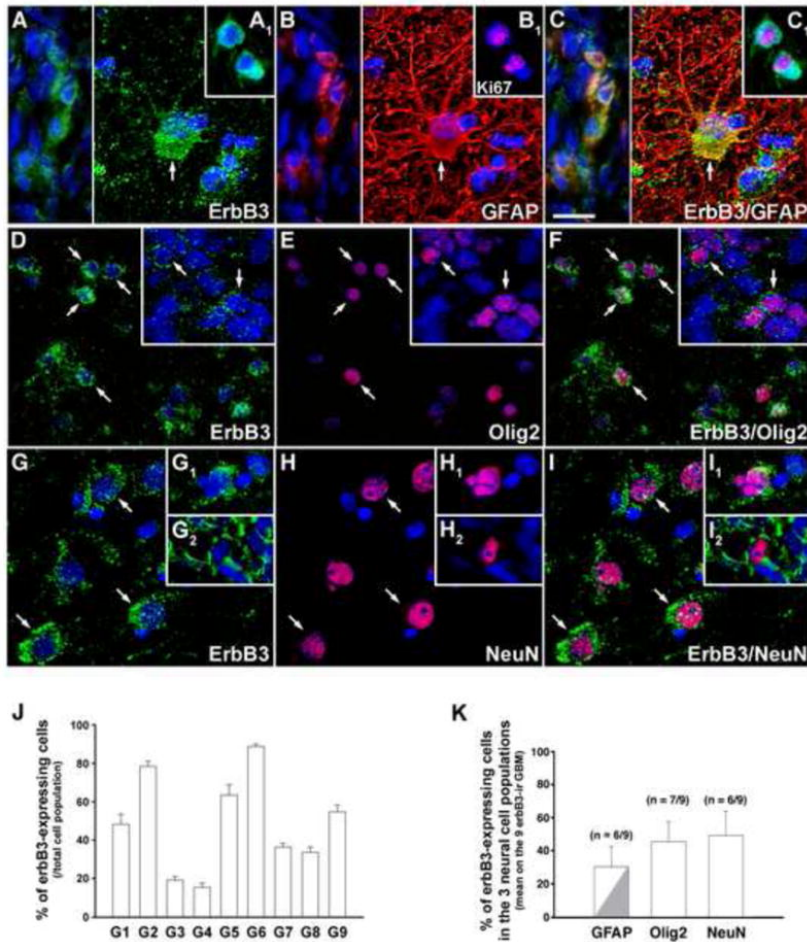 A
A1
B
B1
C
C1
Ki67
ErbB3
GFAP
ErbB3/GFAP
D
E
F
ErbB3
Olig2
ErbB3/Olig2
G
G1
H
H1
I
I1
G2
H2
I2
ErbB3
NeuN
ErbB3/NeuN
J
% of erbB3-expressing cells
(/total cell population)
100
80
60
40
20
0
G1 G2 G3 G4 G5 G6 G7 G8 G9
K
% of erbB3-expressing cells
in the 3 neural cell populations
(mean on the 9 erbB3-ir GBM)
100
80
60
40
20
0
(n = 6/9)
(n = 7/9)
(n = 6/9)
GFAP Olig2 NeuN